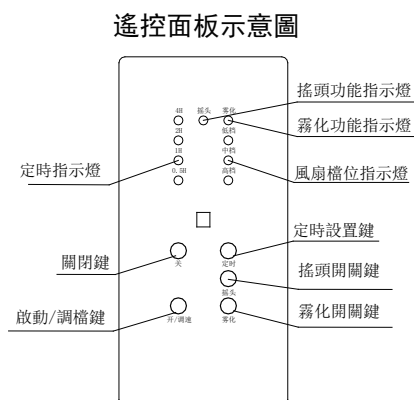 遙控面板示意圖
4H 摇头 雾化
2H 低档
1H 中档
0.5H 高档
搖頭功能指示燈
霧化功能指示燈
定時指示燈
風扇檔位指示燈
定時設置鍵
關閉鍵
关 定时
搖頭開關鍵
摇头
霧化開關鍵
啟動/調檔鍵
开/调速 雾化